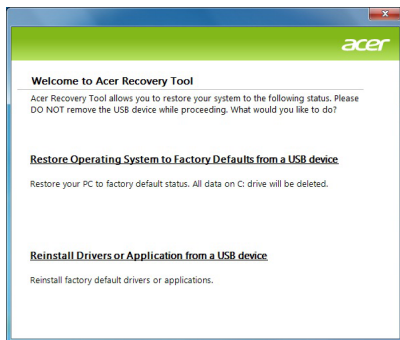 acer
Welcome to Acer Recovery Tool
Acer Recovery Tool allows you to restore your system to the following status. Please
DO NOT remove the USB device while proceeding. What would you like to do?
Restore Operating System to Factory Defaults from a USB device
Restore your PC to factory default status. All data on C: drive will be deleted.
Reinstall Drivers or Application from a USB device
Reinstall factory default drivers or applications.